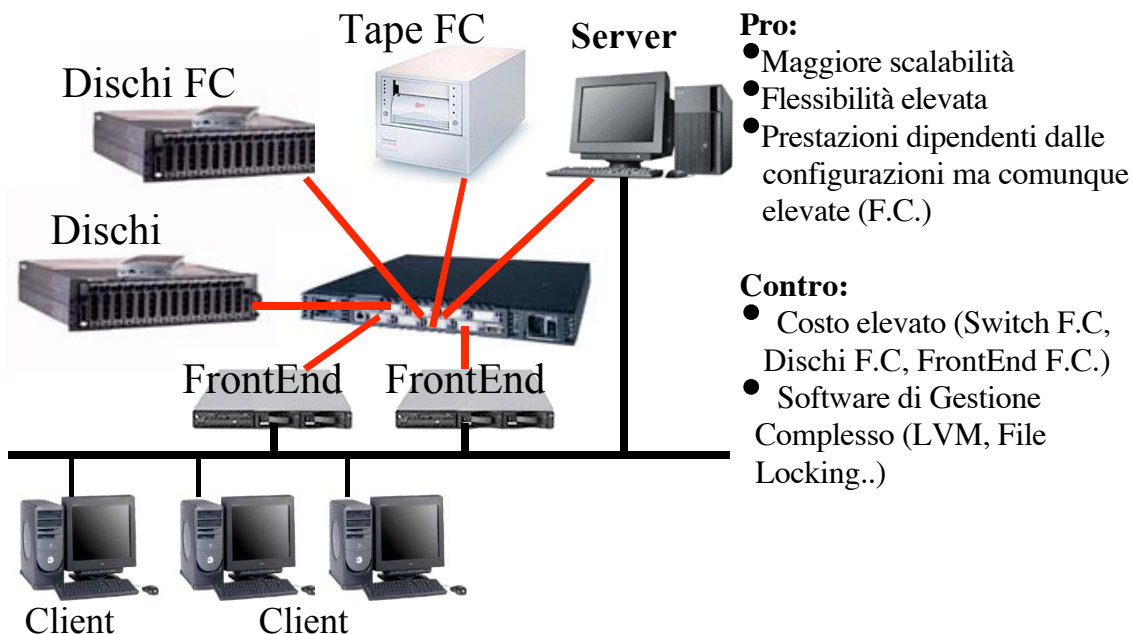 Tape FC
Server
Dischi FC
Dischi
FrontEnd
FrontEnd
Client
Client
Pro:
●Maggiore scalabilità
●Flessibilità elevata
●Prestazioni dipendenti dalle
configurazioni ma comunque
elevate (F.C.)
Contro:
● Costo elevato (Switch F.C,
Dischi F.C, FrontEnd F.C.)
● Software di Gestione
Complesso (LVM, File
Locking..)